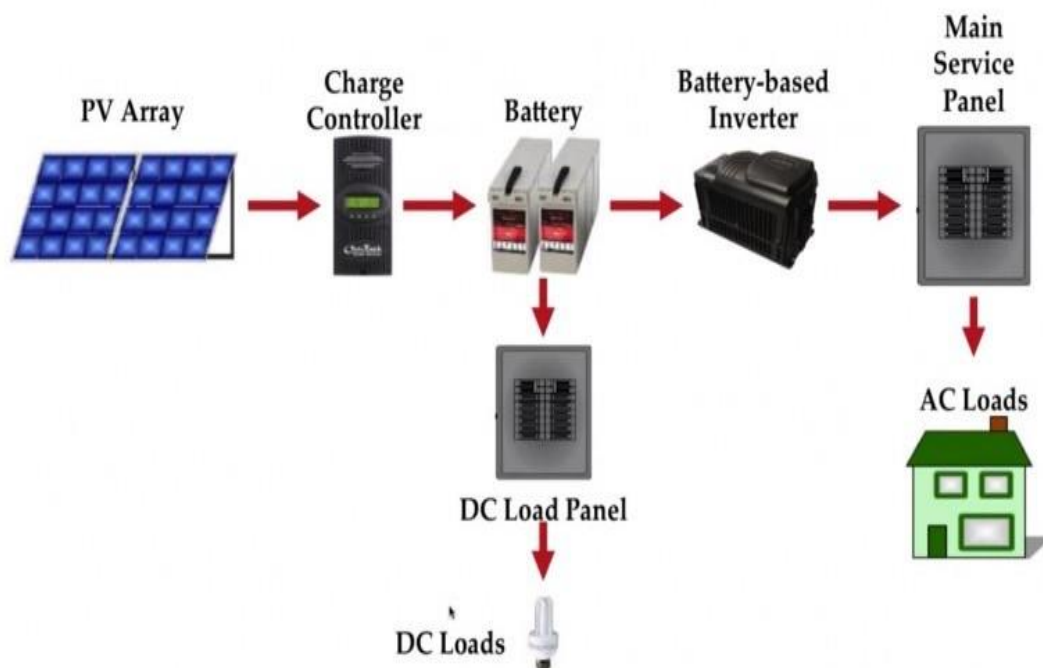 PV Array
Charge
Controller
Battery
Battery-based
Inverter
Main
Service
Panel
DC Load Panel
AC Loads
DC Loads